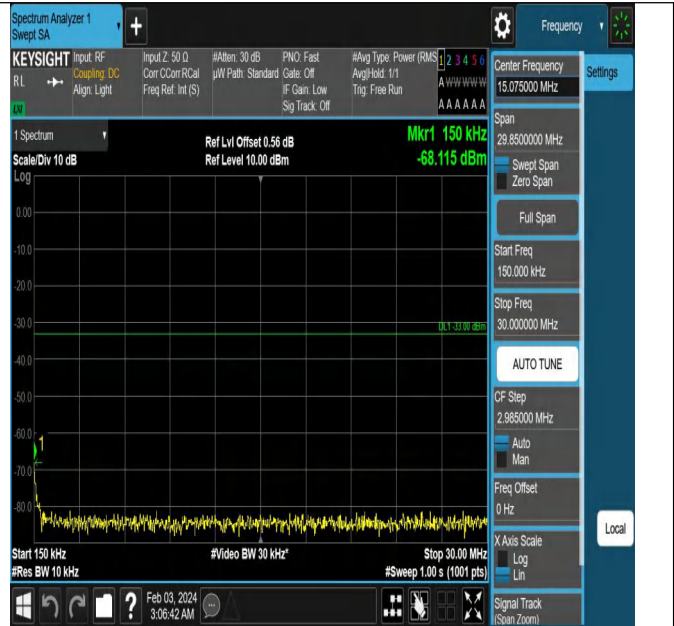 Spectrum Analyzer 1
Swept SA
+
Frequency
KEYSIGHT
RL
LXI
Input: RF
Coupling: DC
Align: Light
Input Z: 50 Ω
Corr CCorr RCal
Freq Ref: Int (S)
#Atten: 30 dB
µW Path: Standard
PNO: Fast
Gate: Off
IF Gain: Low
Sig Track: Off
#Avg Type: Power (RMS
Avg|Hold: 1/1
Trig: Free Run
1 2 3 4 5 6
A W W W W W
A A A A A A
1 Spectrum
Scale/Div 10 dB
Log
Ref Lvl Offset 0.56 dB
Ref Level 10.00 dBm
Mkr1 150 kHz
-68.115 dBm
0.00
-10.0
-20.0
-30.0
DL1 -33.00 dBm
-40.0
-50.0
-60.0
1
-70.0
-80.0
Start 150 kHz
#Res BW 10 kHz
#Video BW 30 kHz*
Stop 30.00 MHz
#Sweep 1.00 s (1001 pts)
Center Frequency
15.075000 MHz
Settings
Span
29.8500000 MHz
Swept Span
Zero Span
Full Span
Start Freq
150.000 kHz
Stop Freq
30.000000 MHz
AUTO TUNE
CF Step
2.985000 MHz
Auto
Man
Freq Offset
0 Hz
X Axis Scale
Log
Lin
Local
Signal Track
(Span Zoom)
?
Feb 03, 2024
3:06:42 AM